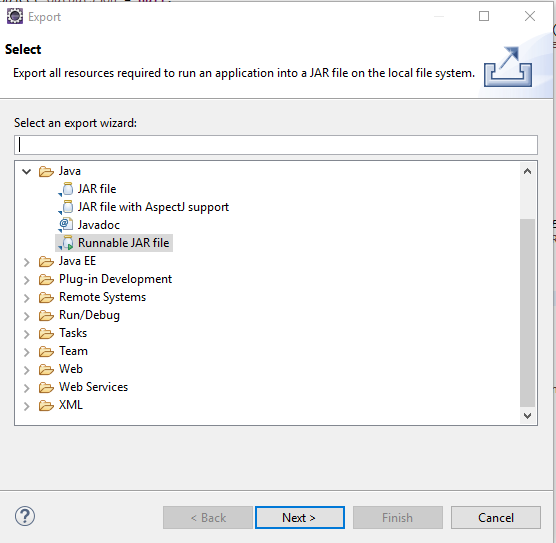 Export
Select
Export all resources required to run an application into a JAR file on the local file system.
Select an export wizard:
Java
JAR file
JAR file with AspectJ support
Javadoc
Runnable JAR file
Java EE
Plug-in Development
Remote Systems
Run/Debug
Tasks
Team
Web
Web Services
XML
? < Back Next > Finish Cancel